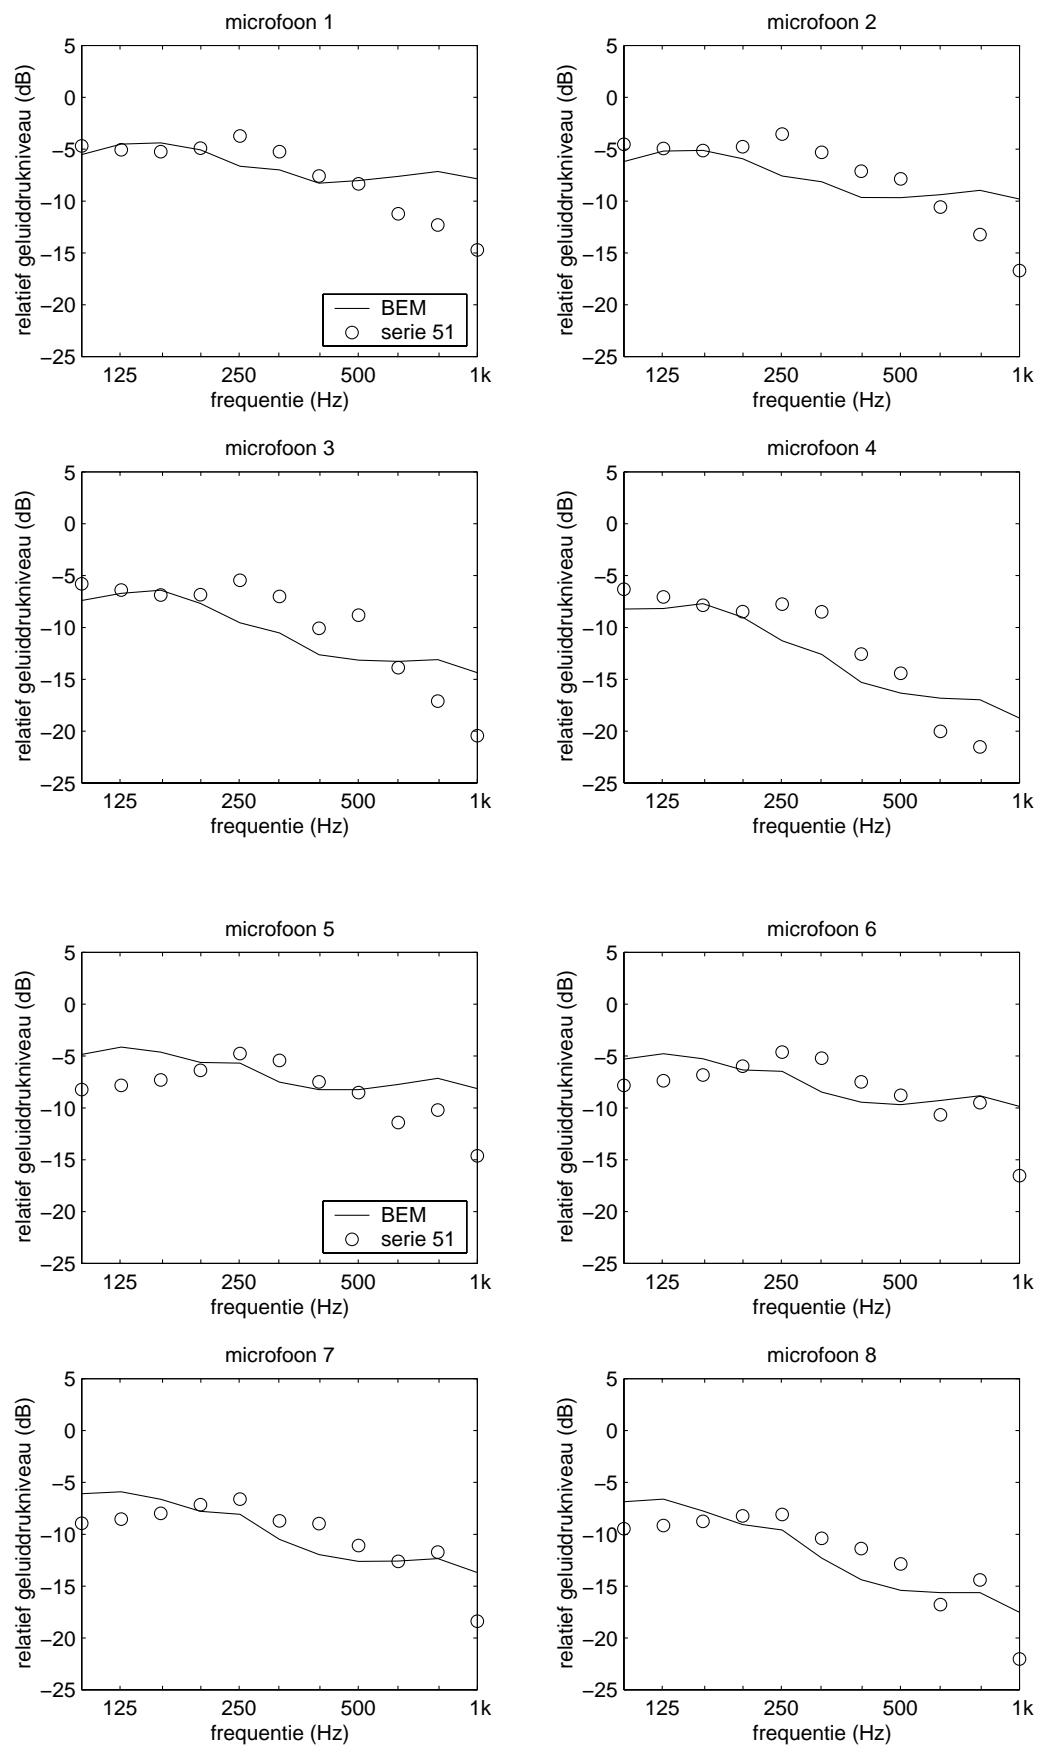 microfoon 1
5
0
−5
−10
−15
−20
−25
relatief geluiddrukniveau (dB)
BEM
serie 51
125 250 500 1k
frequentie (Hz)
microfoon 2
5
0
−5
−10
−15
−20
−25
relatief geluiddrukniveau (dB)
125 250 500 1k
frequentie (Hz)
microfoon 3
5
0
−5
−10
−15
−20
−25
relatief geluiddrukniveau (dB)
125 250 500 1k
frequentie (Hz)
microfoon 4
5
0
−5
−10
−15
−20
−25
relatief geluiddrukniveau (dB)
125 250 500 1k
frequentie (Hz)
microfoon 5
5
0
−5
−10
−15
−20
−25
relatief geluiddrukniveau (dB)
BEM
serie 51
125 250 500 1k
frequentie (Hz)
microfoon 6
5
0
−5
−10
−15
−20
−25
relatief geluiddrukniveau (dB)
125 250 500 1k
frequentie (Hz)
microfoon 7
5
0
−5
−10
−15
−20
−25
relatief geluiddrukniveau (dB)
125 250 500 1k
frequentie (Hz)
microfoon 8
5
0
−5
−10
−15
−20
−25
relatief geluiddrukniveau (dB)
125 250 500 1k
frequentie (Hz)